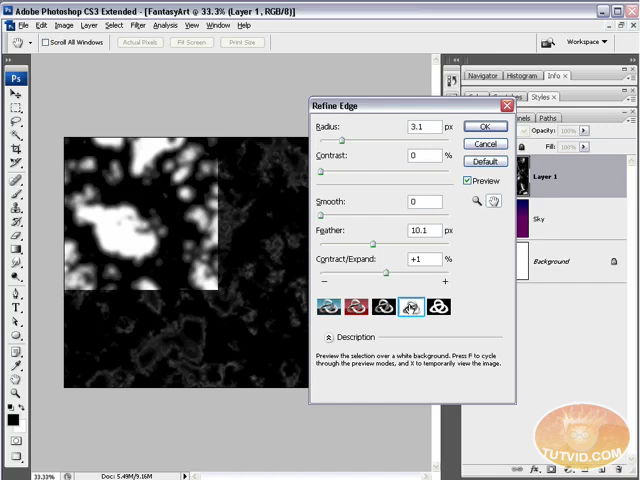 Adobe Photoshop CS3 Extended - [FantasyArt @ 33.3% (Layer 1, RGB/8)]
File Edit Image Layer Select Filter Analysis View Window Help
Scroll All Windows Actual Pixels Fit Screen Print Size Workspace
Ps
Navigator Histogram Info
Styles
Paths
Opacity: 100%
Fill: 100%
Layer 1
Sky
Background
Refine Edge
Radius: 3.1 px
OK
Contrast: 0 %
Cancel
Default
Preview
Smooth: 0
Feather: 10.1 px
Contract/Expand: +1 %
Description
Preview the selection over a white background. Press F to cycle
through the preview modes, and X to temporarily view the image.
TUTVID.COM
33.33% Doc: 5.49M/9.16M